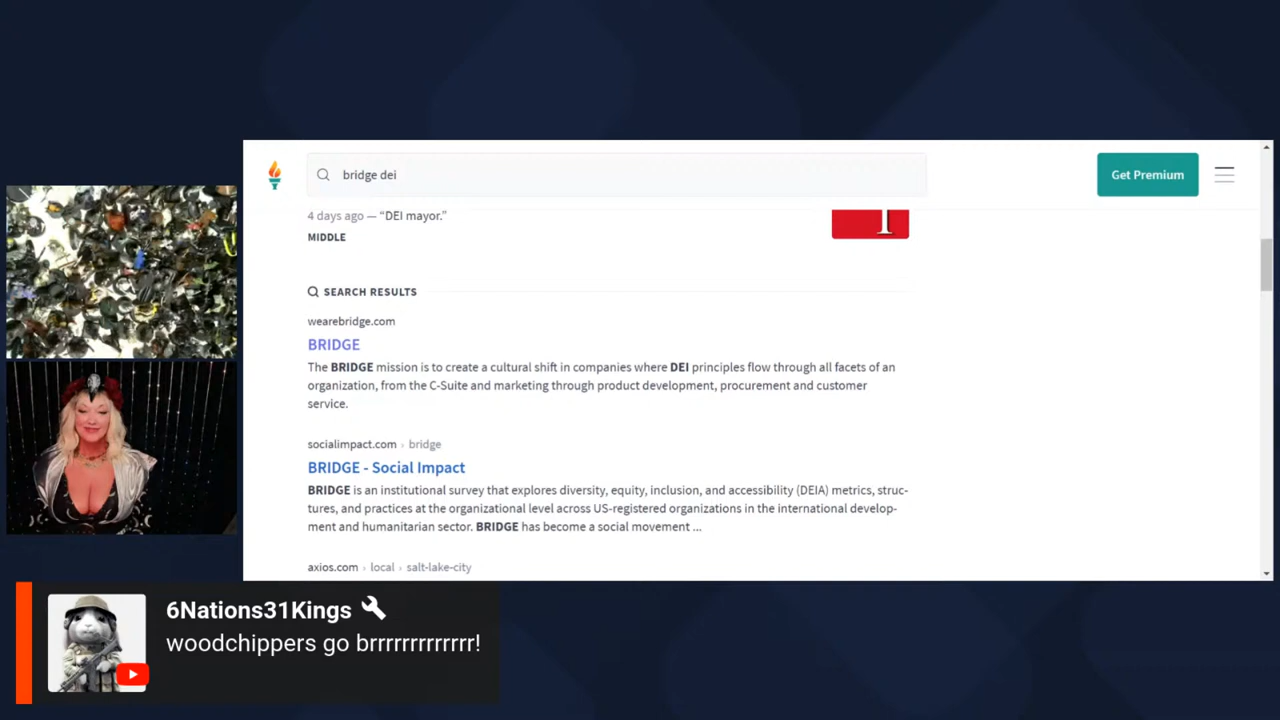 bridge dei
Get Premium
4 days ago — “DEI mayor.”
MIDDLE
SEARCH RESULTS
wearebridge.com
BRIDGE
The BRIDGE mission is to create a cultural shift in companies where DEI principles flow through all facets of an
organization, from the C-Suite and marketing through product development, procurement and customer
service.
socialimpact.com › bridge
BRIDGE - Social Impact
BRIDGE is an institutional survey that explores diversity, equity, inclusion, and accessibility (DEIA) metrics, struc-
tures, and practices at the organizational level across US-registered organizations in the international develop-
ment and humanitarian sector. BRIDGE has become a social movement ...
axios.com › local › salt-lake-city
6Nations31Kings
woodchippers go brrrrrrrrrrrr!